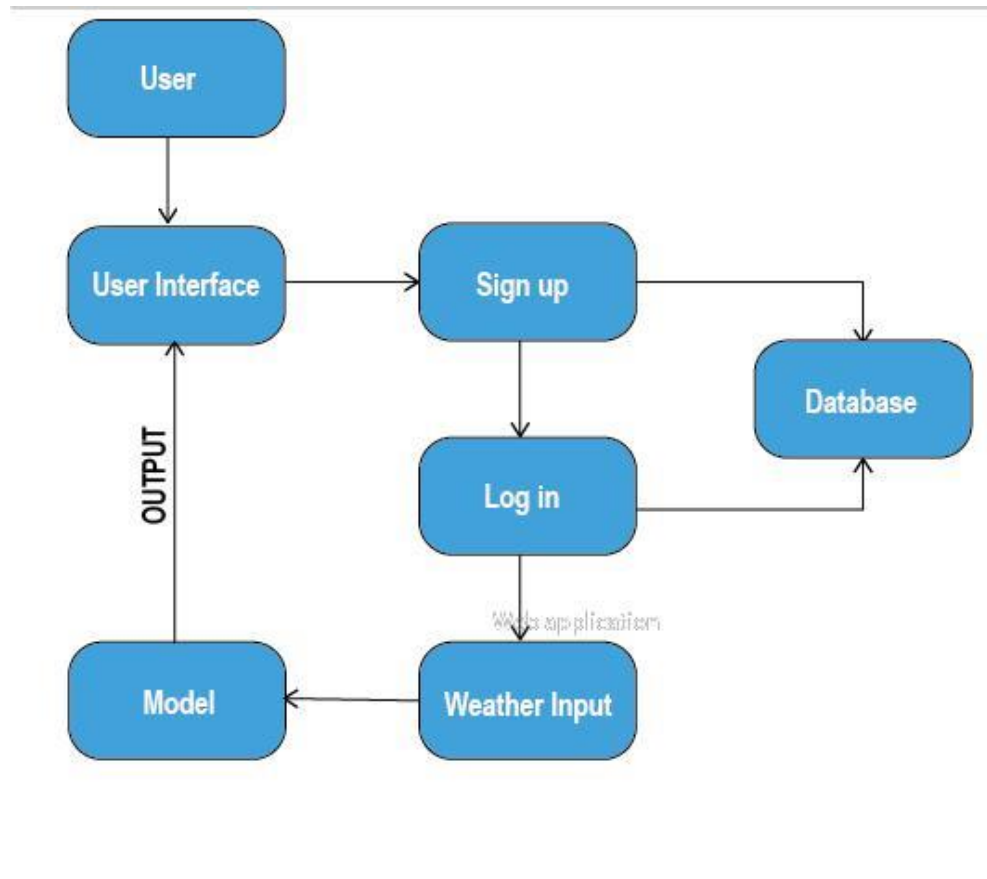 User
User Interface
Sign up
Database
OUTPUT
Log in
Web application
Model
Weather Input